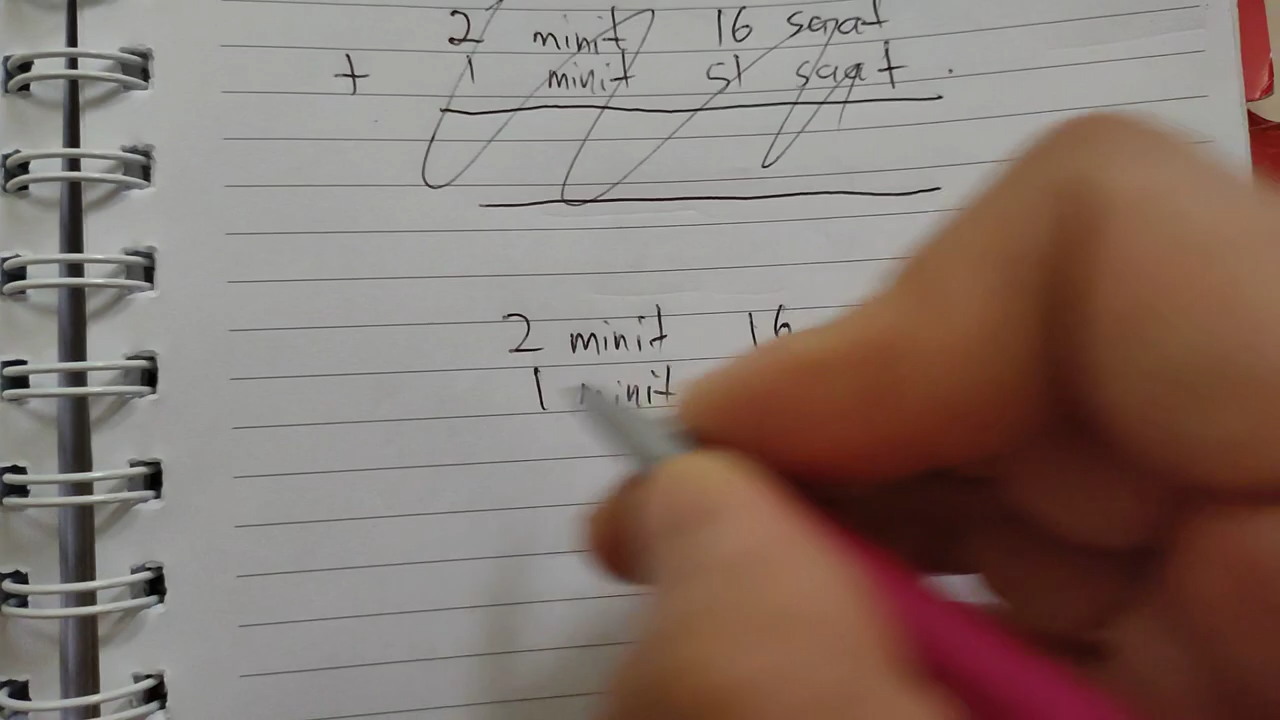 2 minit 16 saat
+ 1 minit 51 saat .
2 minit 16
1 minit